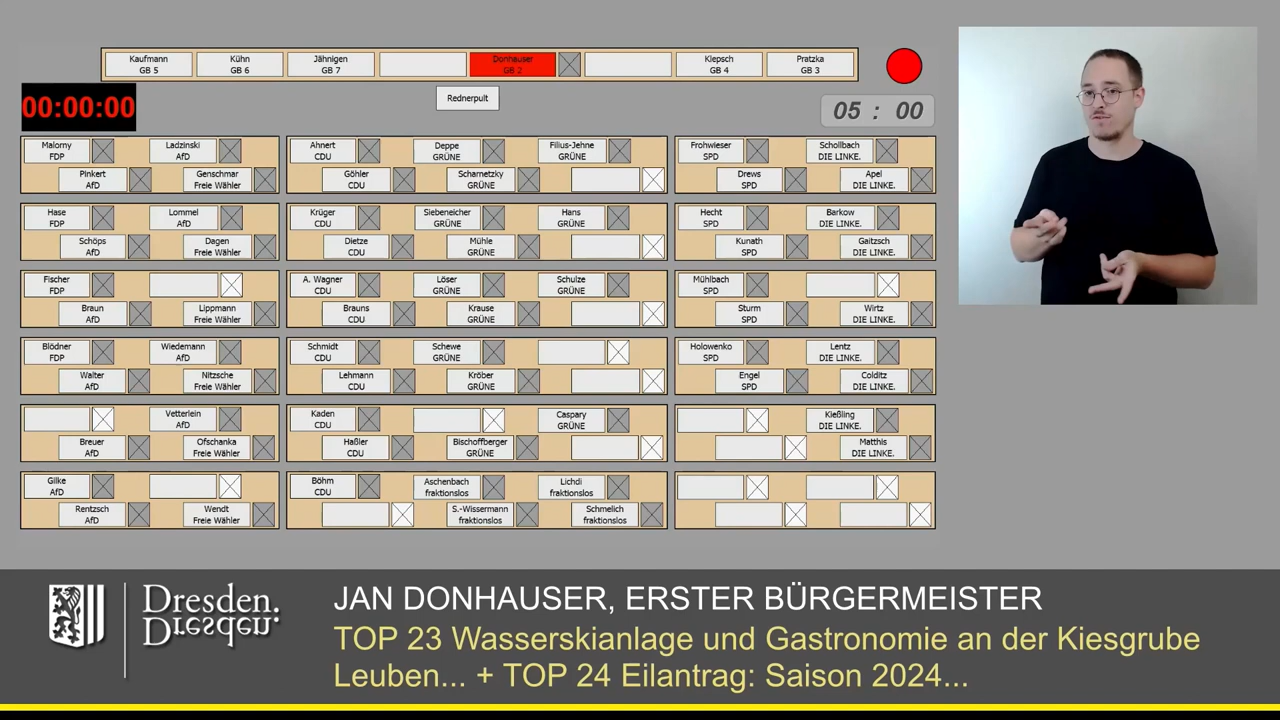 Kaufmann
GB 5
Kühn
GB 6
Jähnigen
GB 7
Donhauser
GB 2
Klepsch
GB 4
Pratzka
GB 3
00:00:00
Rednerpult
05 : 00
Malorny
FDP
Ladzinski
AfD
Pinkert
AfD
Genschmar
Freie Wähler
Ahnert
CDU
Deppe
GRÜNE
Filius-Jehne
GRÜNE
Göhler
CDU
Scharnetzky
GRÜNE
Frohwieser
SPD
Schollbach
DIE LINKE.
Drews
SPD
Apel
DIE LINKE.
Hase
FDP
Lommel
AfD
Schöps
AfD
Dagen
Freie Wähler
Krüger
CDU
Siebeneicher
GRÜNE
Hans
GRÜNE
Dietze
CDU
Mühle
GRÜNE
Hecht
SPD
Barkow
DIE LINKE.
Kunath
SPD
Gaitzsch
DIE LINKE.
Fischer
FDP
Braun
AfD
Lippmann
Freie Wähler
A. Wagner
CDU
Löser
GRÜNE
Schulze
GRÜNE
Brauns
CDU
Krause
GRÜNE
Mühlbach
SPD
Sturm
SPD
Wirtz
DIE LINKE.
Blödner
FDP
Wiedemann
AfD
Walter
AfD
Nitzsche
Freie Wähler
Schmidt
CDU
Schewe
GRÜNE
Lehmann
CDU
Kröber
GRÜNE
Holowenko
SPD
Lentz
DIE LINKE.
Engel
SPD
Colditz
DIE LINKE.
Vetterlein
AfD
Breuer
AfD
Ofschanka
Freie Wähler
Kaden
CDU
Caspary
GRÜNE
Haßler
CDU
Bischoffberger
GRÜNE
Kießling
DIE LINKE.
Matthis
DIE LINKE.
Gilke
AfD
Rentzsch
AfD
Wendt
Freie Wähler
Böhm
CDU
Aschenbach
fraktionslos
Lichdi
fraktionslos
S.-Wissermann
fraktionslos
Schmelich
fraktionslos
Dresden.
Dresden.
JAN DONHAUSER, ERSTER BÜRGERMEISTER
TOP 23 Wasserskianlage und Gastronomie an der Kiesgrube
Leuben... + TOP 24 Eilantrag: Saison 2024...